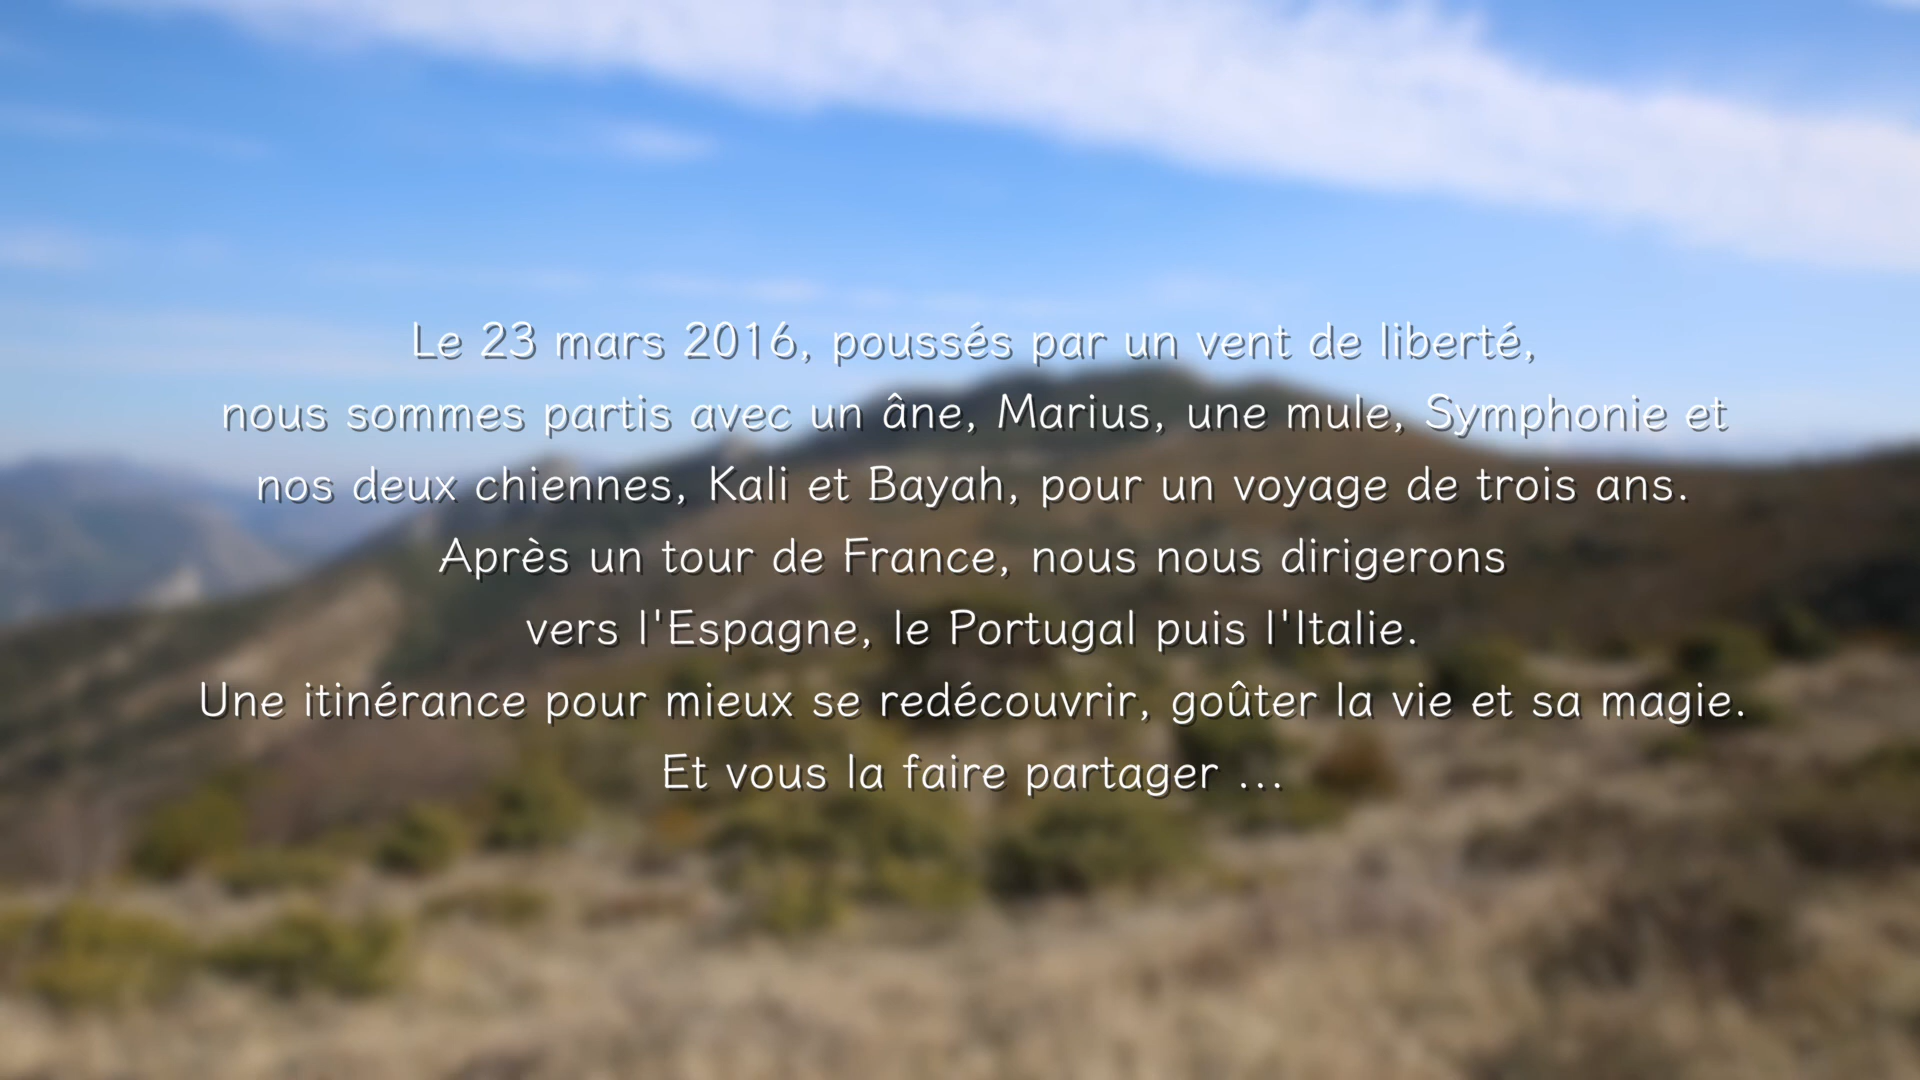 Le 23 mars 2016, poussés par un vent de liberté,
nous sommes partis avec un âne, Marius, une mule, Symphonie et
nos deux chiennes, Kali et Bayah, pour un voyage de trois ans.
Après un tour de France, nous nous dirigerons
vers l'Espagne, le Portugal puis l'Italie.
Une itinérance pour mieux se redécouvrir, goûter la vie et sa magie.
Et vous la faire partager ...